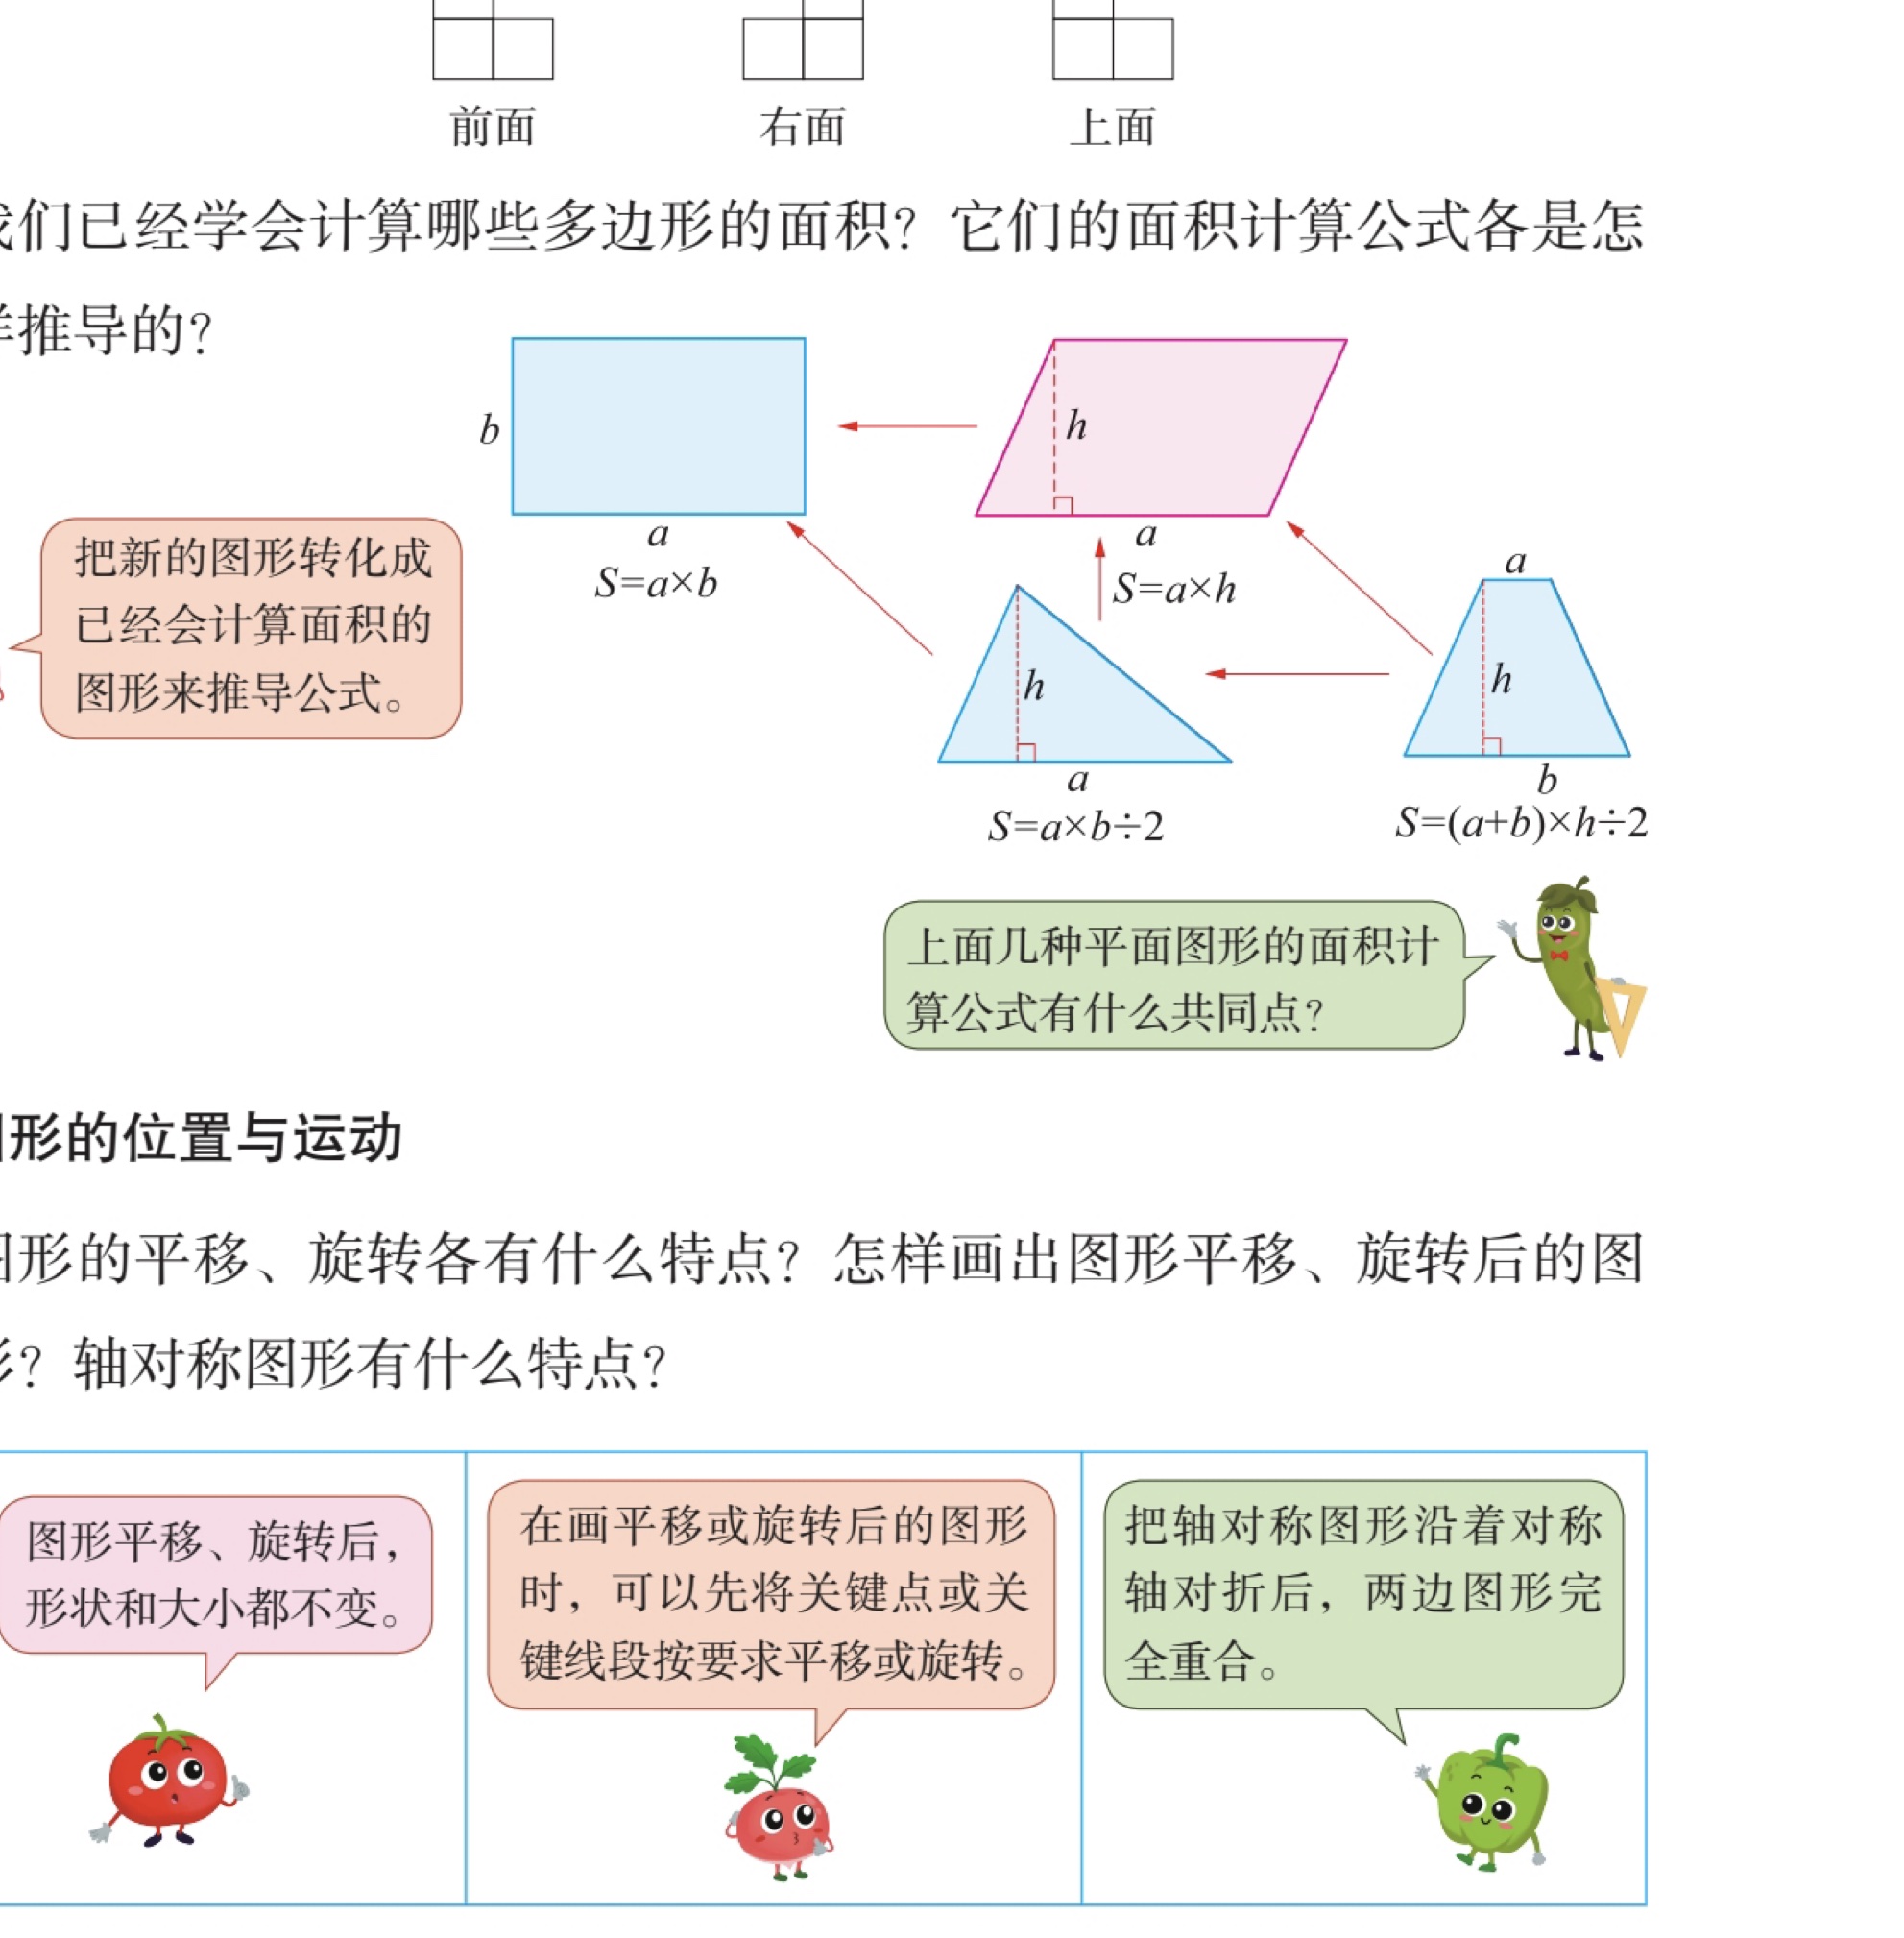 前面 右面 上面
我们已经学会计算哪些多边形的面积？它们的面积计算公式各是怎
样推导的？
b
h
a
S=a×b
a
S=a×h
把新的图形转化成
已经会计算面积的
图形来推导公式。
h
a
S=a×b÷2
a
h
b
S=(a+b)×h÷2
上面几种平面图形的面积计
算公式有什么共同点？
形的位置与运动
图形的平移、旋转各有什么特点？怎样画出图形平移、旋转后的图
形？轴对称图形有什么特点？
图形平移、旋转后，
形状和大小都不变。
在画平移或旋转后的图形
时，可以先将关键点或关
键线段按要求平移或旋转。
把轴对称图形沿着对称
轴对折后，两边图形完
全重合。